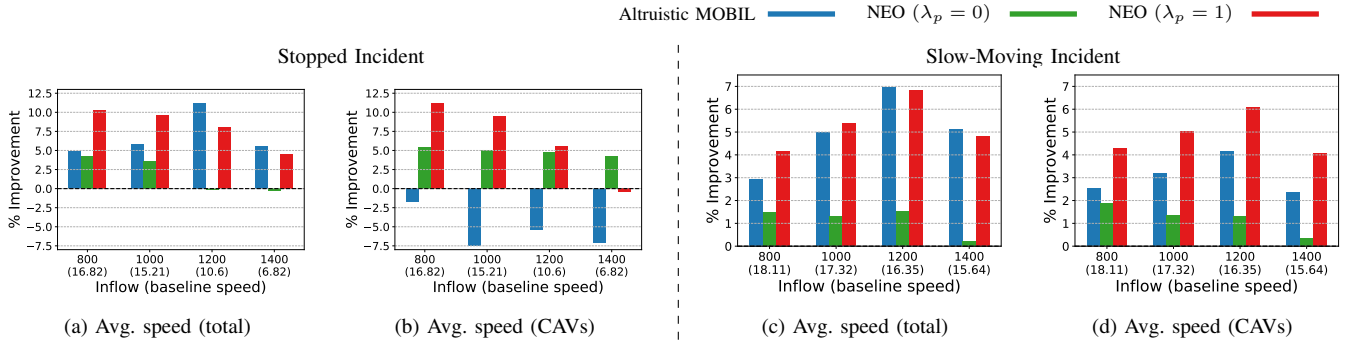 Altruistic MOBIL NEO (λp = 0) NEO (λp = 1)
Stopped Incident
Slow-Moving Incident
% Improvement
12.5
10.0
7.5
5.0
2.5
0.0
−2.5
−5.0
−7.5
800 1000 1200 1400
(16.82) (15.21) (10.6) (6.82)
Inflow (baseline speed)
(a) Avg. speed (total)
% Improvement
12.5
10.0
7.5
5.0
2.5
0.0
−2.5
−5.0
−7.5
800 1000 1200 1400
(16.82) (15.21) (10.6) (6.82)
Inflow (baseline speed)
(b) Avg. speed (CAVs)
% Improvement
7
6
5
4
3
2
1
0
800 1000 1200 1400
(18.11) (17.32) (16.35) (15.64)
Inflow (baseline speed)
(c) Avg. speed (total)
% Improvement
7
6
5
4
3
2
1
0
800 1000 1200 1400
(18.11) (17.32) (16.35) (15.64)
Inflow (baseline speed)
(d) Avg. speed (CAVs)